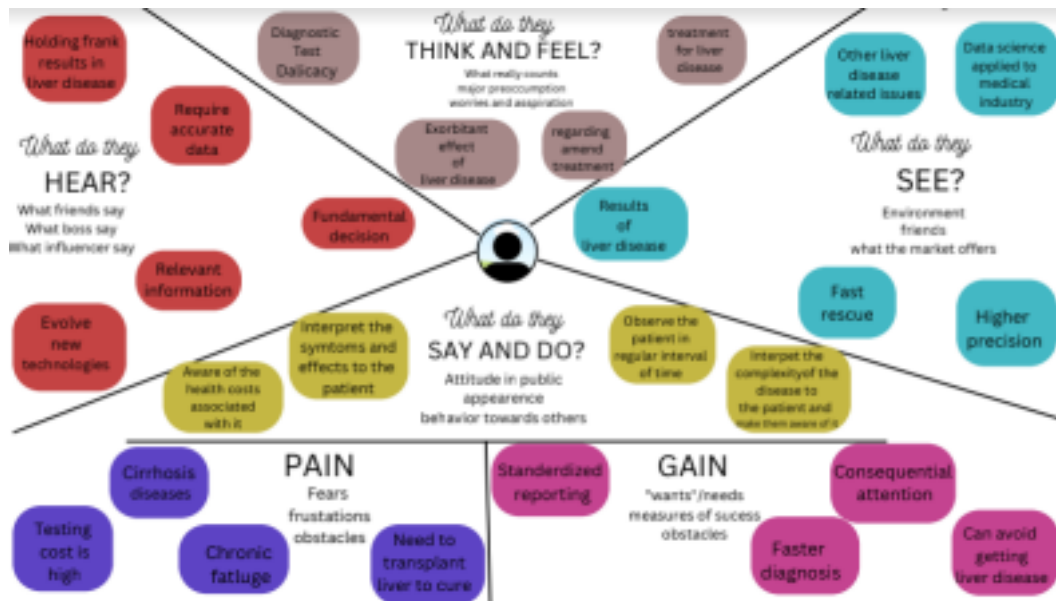 What do they
THINK AND FEEL?
What really counts
major preoccumption
worries and asspiration
Diagnostic
Test
Dalicacy
treatment
for liver
disease
Exorbitant
effect
of
liver disease
regarding
amend
treatment
What do they
HEAR?
What friends say
What boss say
What influencer say
Holding frank
results in
liver disease
Require
accurate
data
Fundamental
decision
Relevant
information
Evolve
new
technologies
What do they
SEE?
Environment
friends
what the market offers
Other liver
disease
related issues
Data science
applied to
medical
industry
Results
of
liver disease
Fast
rescue
Higher
precision
What do they
SAY AND DO?
Attitude in public
appearence
behavior towards others
Aware of the
health costs
associated
with it
Interpret the
symtoms and
effects to the
patient
Observe the
patient in
regular interval
of time
Interpet the
complexityof the
disease to
the patient and
make them aware of it
PAIN
Fears
frustations
obstacles
Cirrhosis
diseases
Testing
cost is
high
Chronic
fatluge
Need to
transplant
liver to cure
GAIN
"wants"/needs
measures of sucess
obstacles
Standerdized
reporting
Consequential
attention
Faster
diagnosis
Can avoid
getting
liver disease